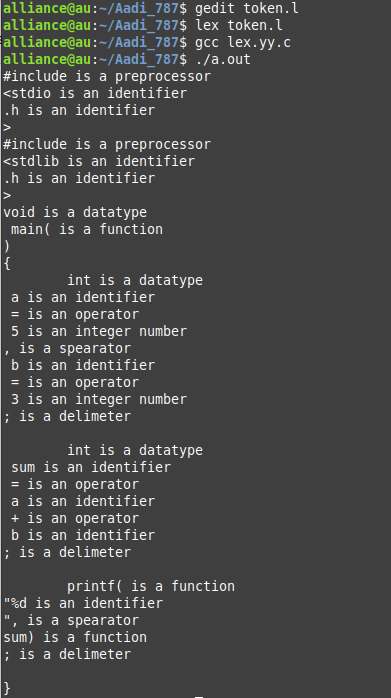 alliance@au:~/Aadi_787$ gedit token.l
alliance@au:~/Aadi_787$ lex token.l
alliance@au:~/Aadi_787$ gcc lex.yy.c
alliance@au:~/Aadi_787$ ./a.out
#include is a preprocessor
<stdio is an identifier
.h is an identifier
>
#include is a preprocessor
<stdlib is an identifier
.h is an identifier
>
void is a datatype
 main( is a function
)
{
        int is a datatype
 a is an identifier
 = is an operator
 5 is an integer number
, is a spearator
 b is an identifier
 = is an operator
 3 is an integer number
; is a delimeter

        int is a datatype
 sum is an identifier
 = is an operator
 a is an identifier
 + is an operator
 b is an identifier
; is a delimeter

        printf( is a function
"%d is an identifier
", is a spearator
sum) is a function
; is a delimeter

}